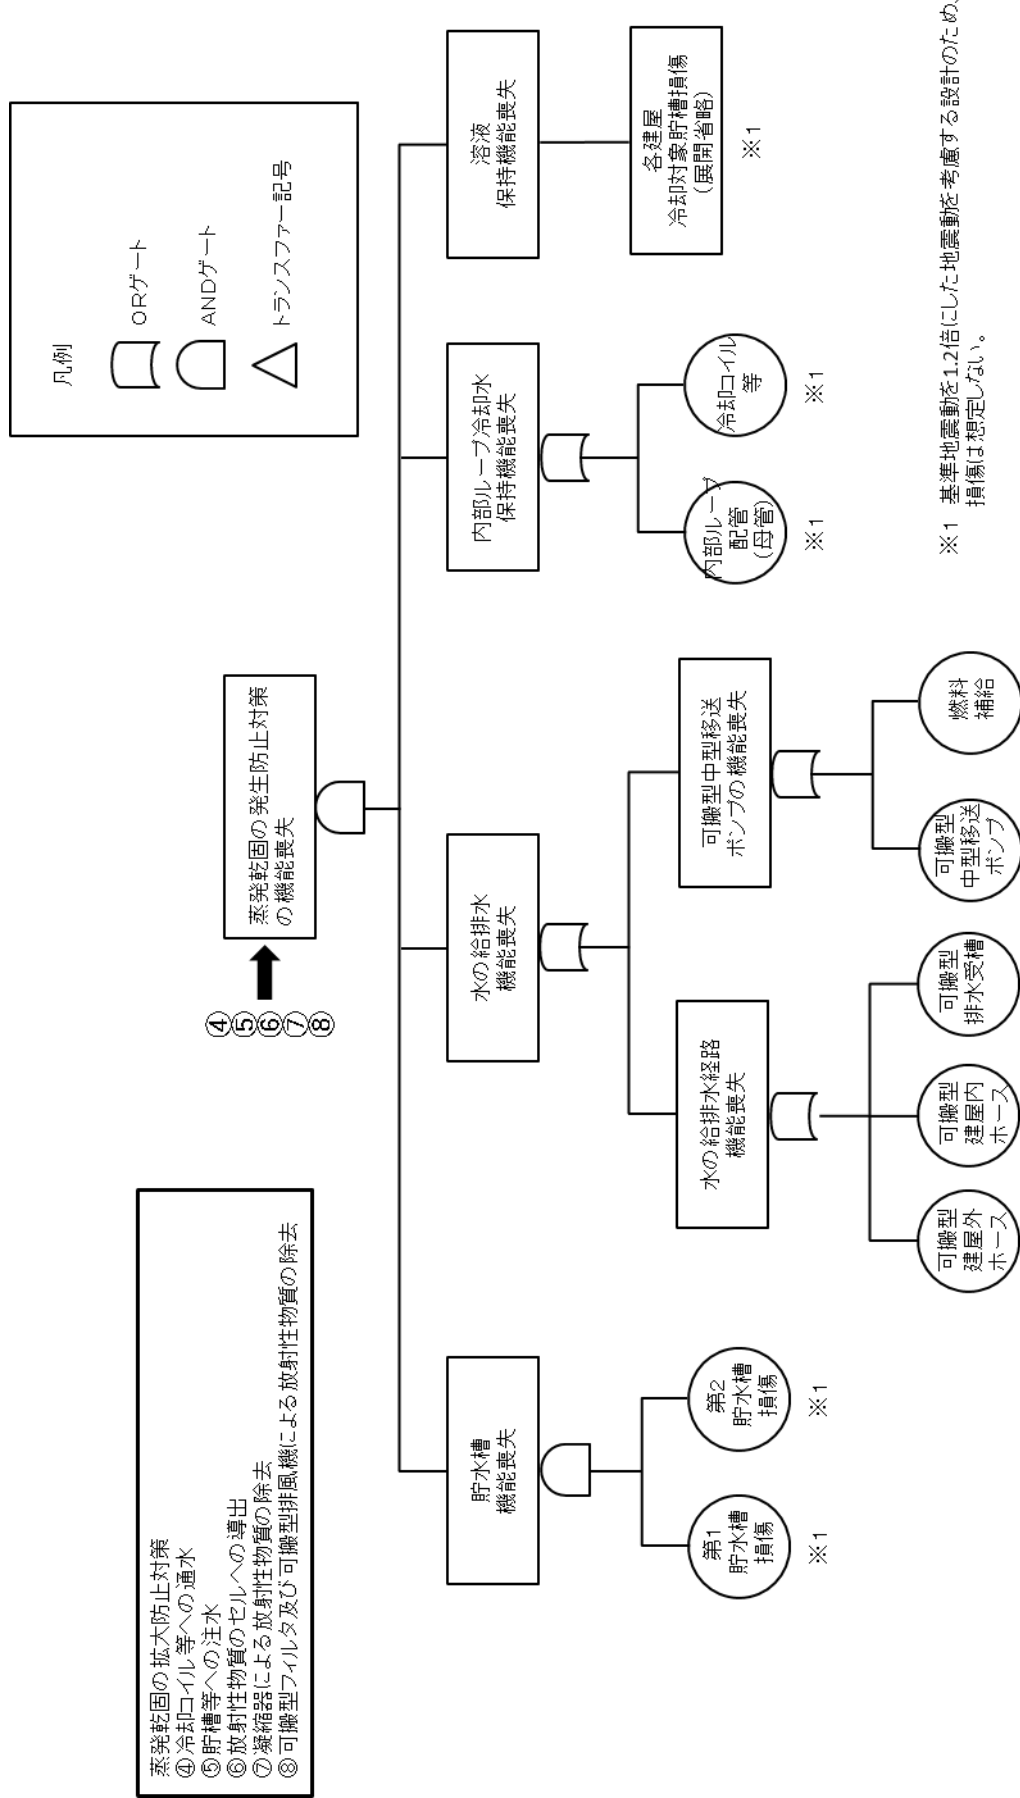 蒸発乾固の拡大防止対策
④冷却コイル等への通水
⑤貯槽等への注水
⑥放射性物質のセルへの導出
⑦凝縮器による放射性物質の除去
⑧可搬型フィルタ及び可搬型排風機による放射性物質の除去
④
⑤
⑥
⑦
⑧
蒸発乾固の発生防止対策
の機能喪失
凡例
ORゲート
ANDゲート
トランスファー記号
貯水槽
機能喪失
水の給排水
機能喪失
内部ループ冷却水
保持機能喪失
溶液
保持機能喪失
第1
貯水槽
損傷
※1
第2
貯水槽
損傷
※1
水の給排水経路
機能喪失
可搬型中型移送
ポンプの機能喪失
内部ループ
配管
(母管)
※1
冷却コイル
等
※1
各建屋
冷却対象貯槽損傷
(展開省略)
※1
可搬型
建屋外
ホース
可搬型
建屋内
ホース
可搬型
排水受槽
可搬型
中型移送
ポンプ
燃料
補給
※1 基準地震動を1.2倍にした地震動を考慮する設計のため、
損傷は想定しない。